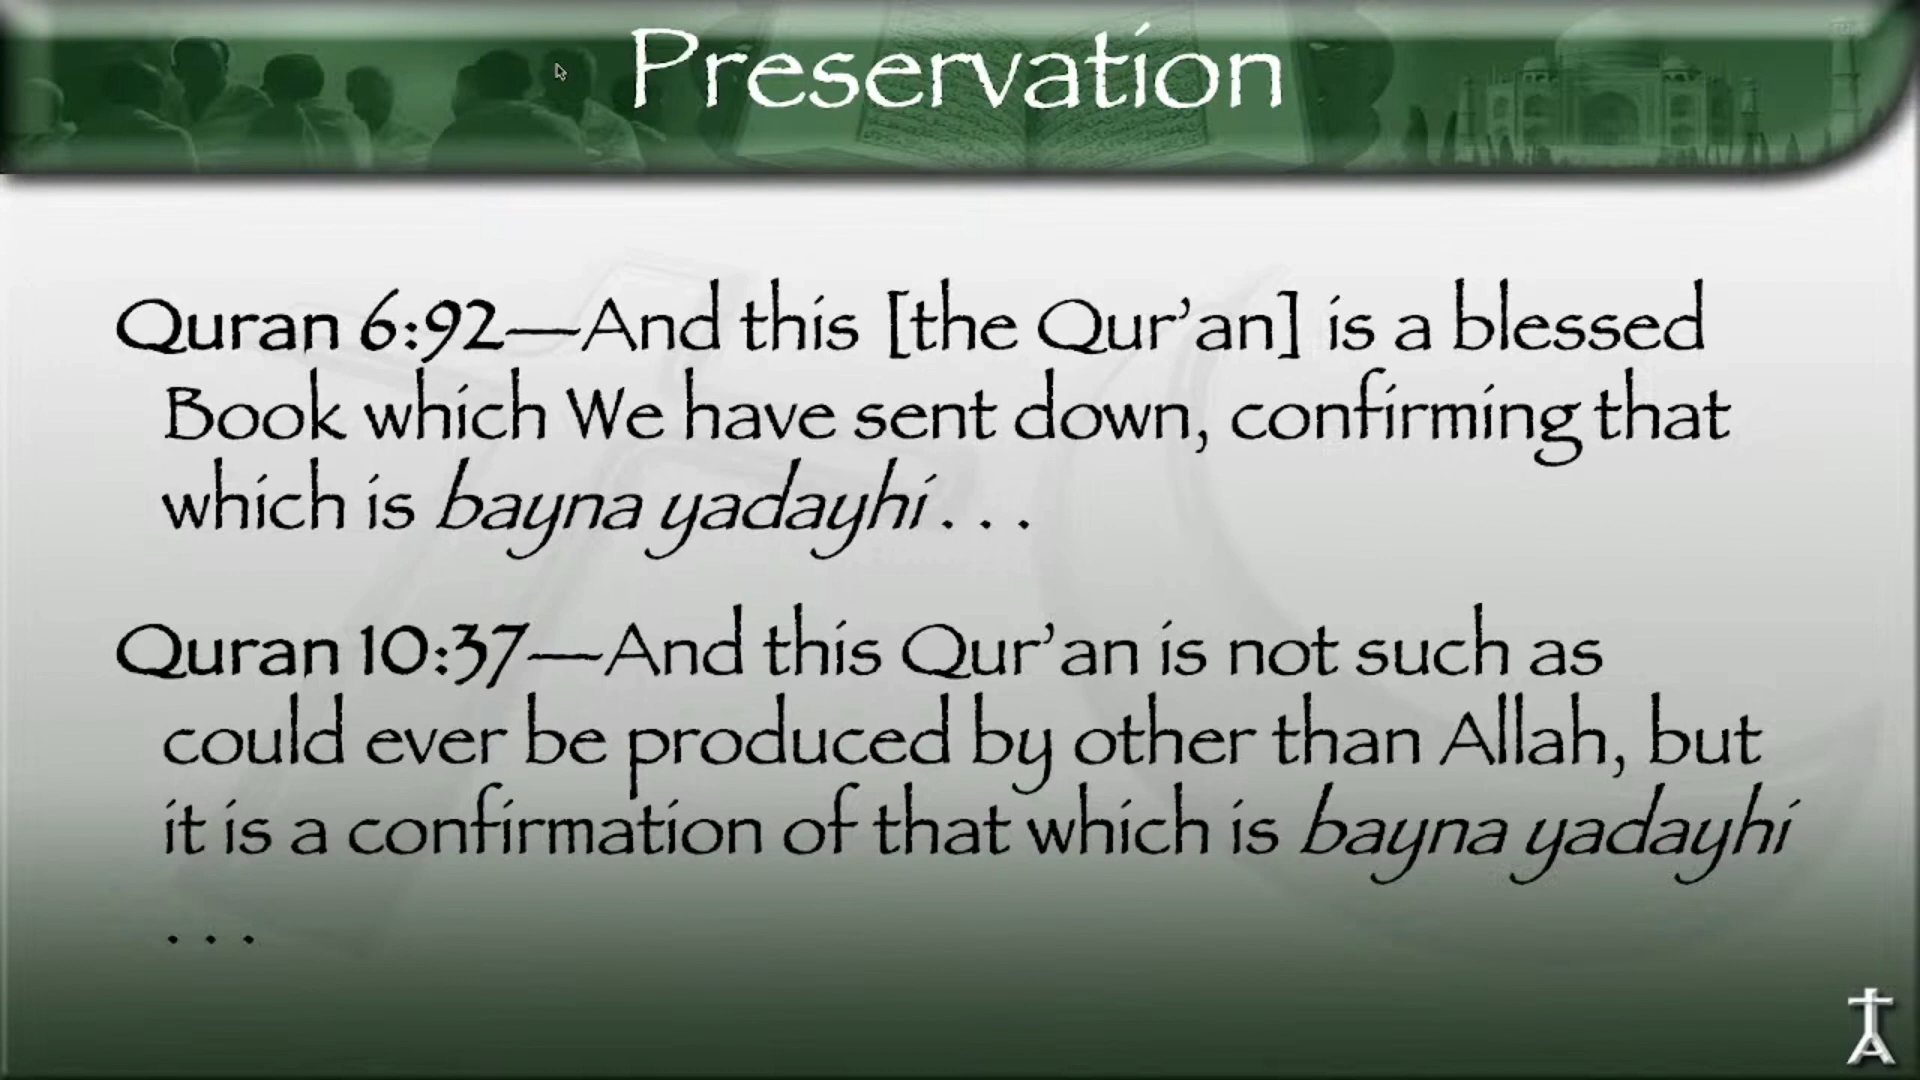 Preservation
Quran 6:92—And this [the Qur’an] is a blessed
Book which We have sent down, confirming that
which is bayna yadayhi . . .
Quran 10:37—And this Qur’an is not such as
could ever be produced by other than Allah, but
it is a confirmation of that which is bayna yadayhi
. . .